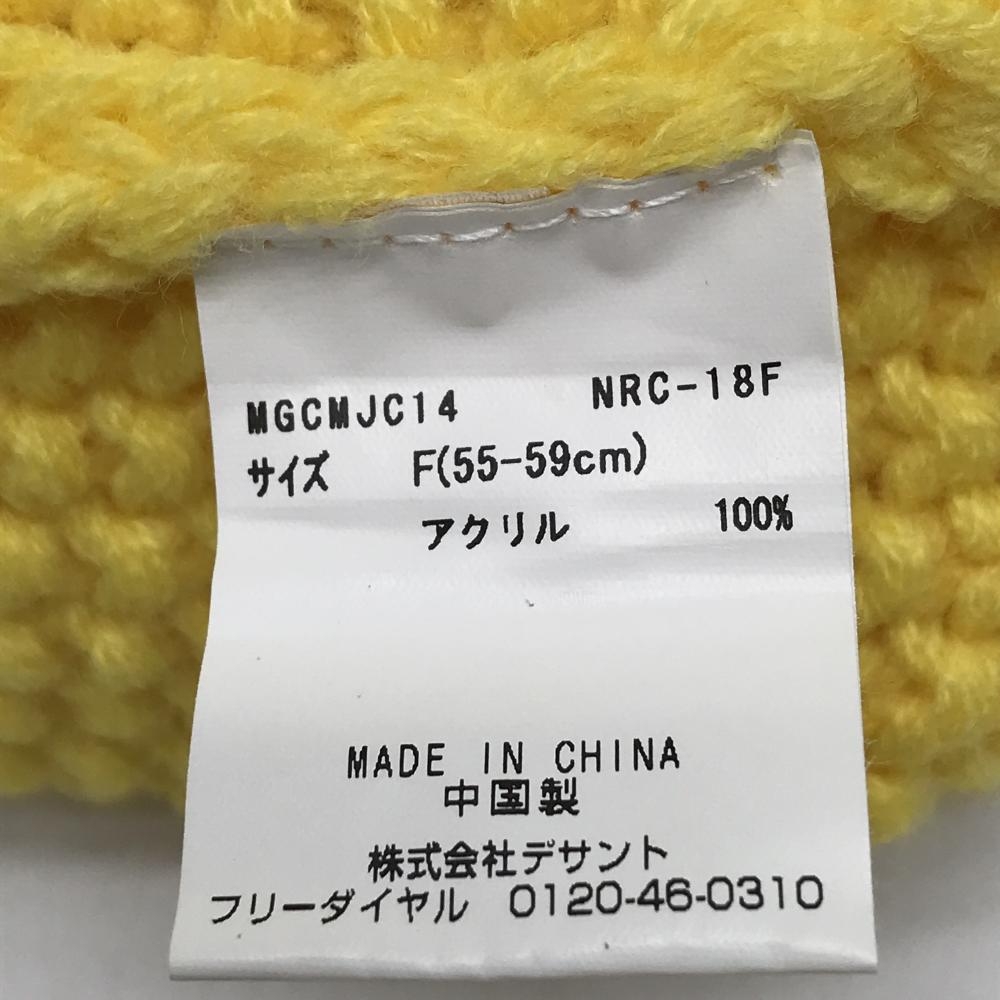 MGCMJC14 NRC-18F
サイズ F(55-59cm)
アクリル 100%
MADE IN CHINA
中国製
株式会社デサント
フリーダイヤル 0120-46-0310